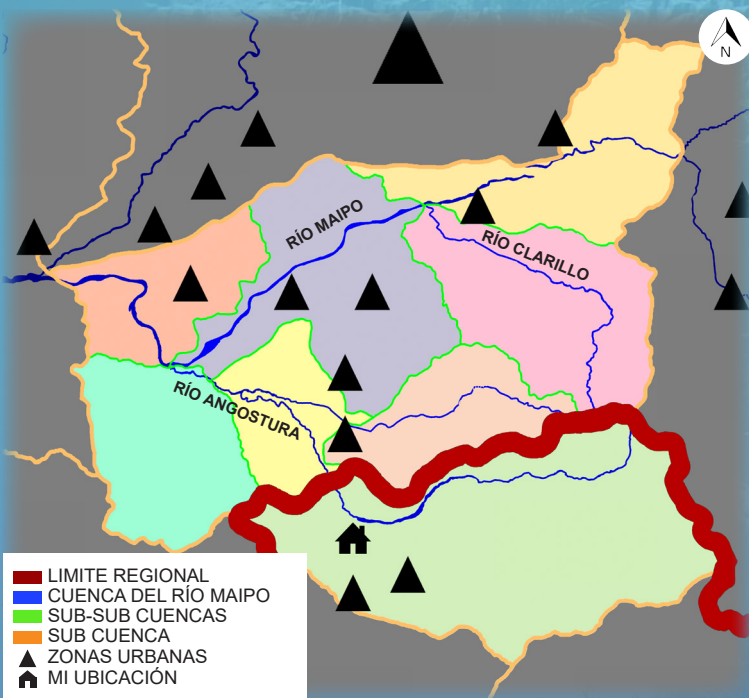 N
RÍO MAIPO
RÍO CLARILLO
RÍO ANGOSTURA
LIMITE REGIONAL
CUENCA DEL RÍO MAIPO
SUB-SUB CUENCAS
SUB CUENCA
ZONAS URBANAS
MI UBICACIÓN